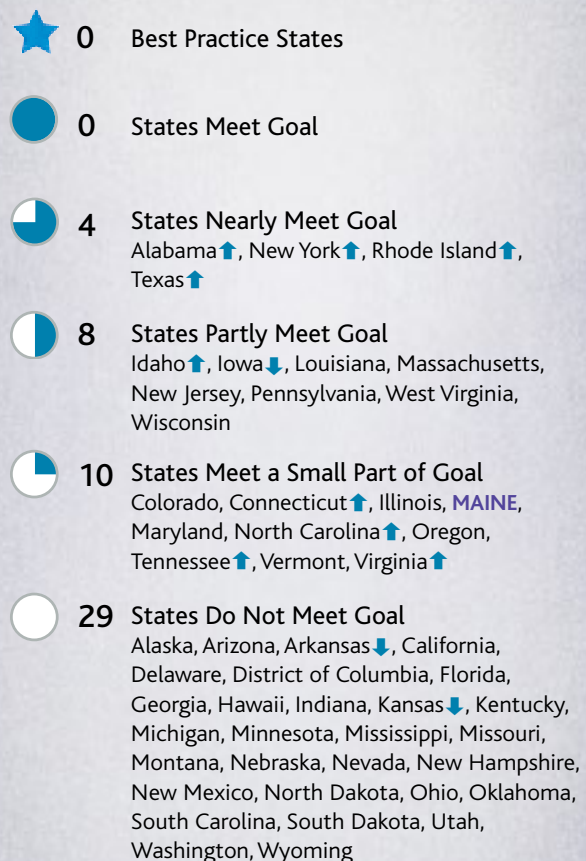 0 Best Practice States
0 States Meet Goal
4 States Nearly Meet Goal
Alabama⬆, New York⬆, Rhode Island⬆,
Texas⬆
8 States Partly Meet Goal
Idaho⬆, Iowa⬇, Louisiana, Massachusetts,
New Jersey, Pennsylvania, West Virginia,
Wisconsin
10 States Meet a Small Part of Goal
Colorado, Connecticut⬆, Illinois, MAINE,
Maryland, North Carolina⬆, Oregon,
Tennessee⬆, Vermont, Virginia⬆
29 States Do Not Meet Goal
Alaska, Arizona, Arkansas⬇, California,
Delaware, District of Columbia, Florida,
Georgia, Hawaii, Indiana, Kansas⬇, Kentucky,
Michigan, Minnesota, Mississippi, Missouri,
Montana, Nebraska, Nevada, New Hampshire,
New Mexico, North Dakota, Ohio, Oklahoma,
South Carolina, South Dakota, Utah,
Washington, Wyoming